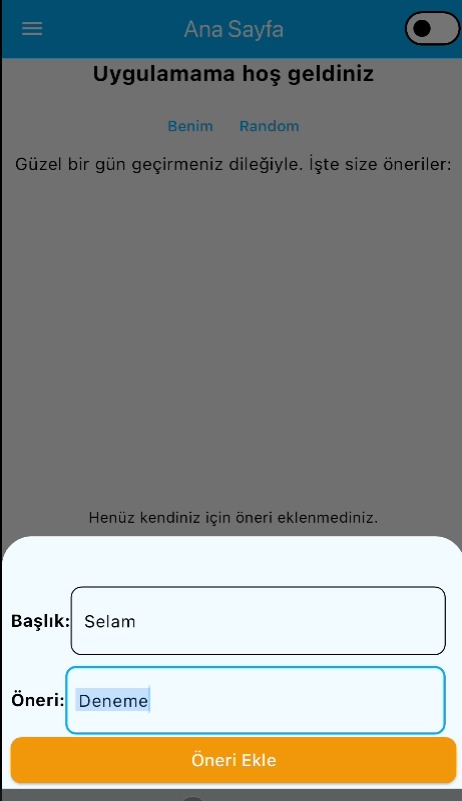 Ana Sayfa
Uygulamama hoş geldiniz
Benim Random
Güzel bir gün geçirmeniz dileğiyle. İşte size öneriler:
Henüz kendiniz için öneri eklenmediniz.
Başlık: Selam
Öneri: Deneme
Öneri Ekle